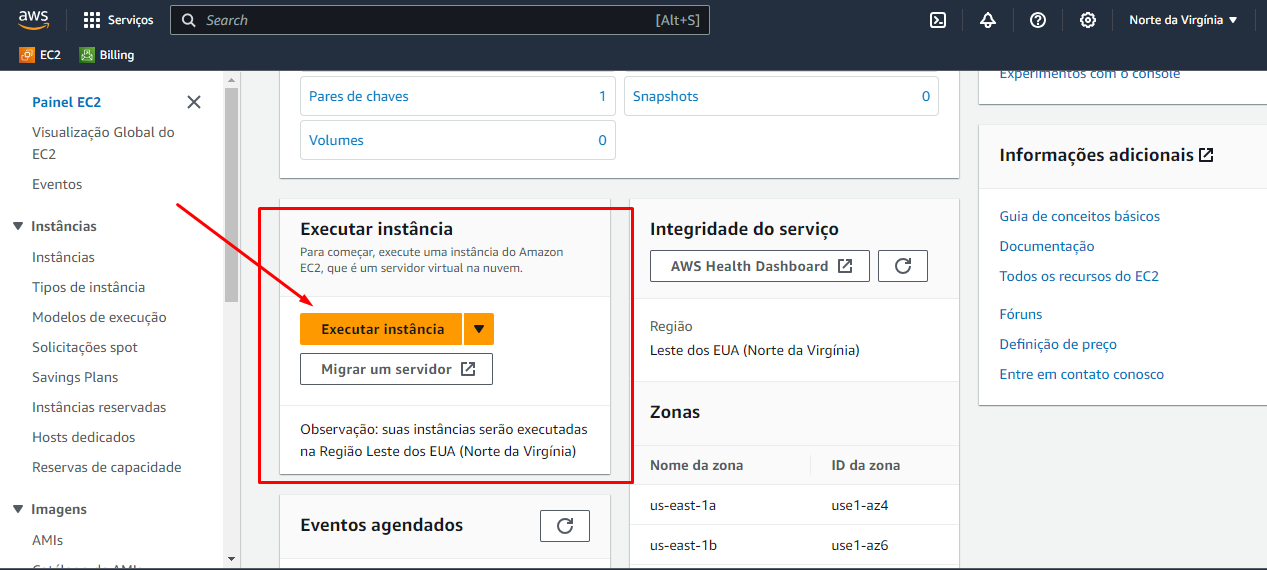 aws
Serviços
Search
[Alt+S]
Norte da Virgínia
EC2
Billing
Painel EC2
Visualização Global do
EC2
Eventos
Instâncias
Instâncias
Tipos de instância
Modelos de execução
Solicitações spot
Savings Plans
Instâncias reservadas
Hosts dedicados
Reservas de capacidade
Imagens
AMIs
Pares de chaves 1
Snapshots 0
Volumes 0
Executar instância
Para começar, execute uma instância do Amazon
EC2, que é um servidor virtual na nuvem.
Executar instância
Migrar um servidor
Observação: suas instâncias serão executadas
na Região Leste dos EUA (Norte da Virgínia)
Eventos agendados
Integridade do serviço
AWS Health Dashboard
Região
Leste dos EUA (Norte da Virgínia)
Zonas
Nome da zona ID da zona
us-east-1a use1-az4
us-east-1b use1-az6
Experimentos com o console
Informações adicionais
Guia de conceitos básicos
Documentação
Todos os recursos do EC2
Fóruns
Definição de preço
Entre em contato conosco